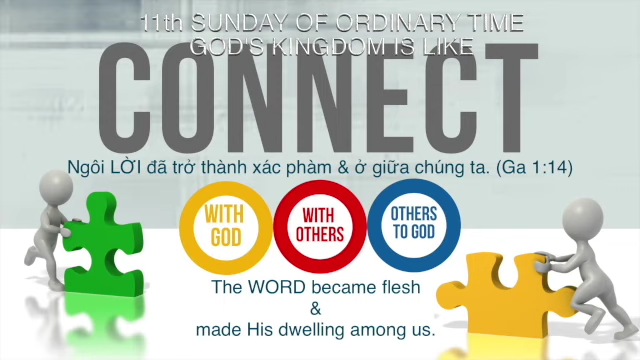 11th SUNDAY OF ORDINARY TIME
GOD'S KINGDOM IS LIKE
CONNECT
Ngôi LỜI đã trở thành xác phàm & ở giữa chúng ta. (Ga 1:14)
WITH
GOD
WITH
OTHERS
OTHERS
TO GOD
The WORD became flesh
&
made His dwelling among us.